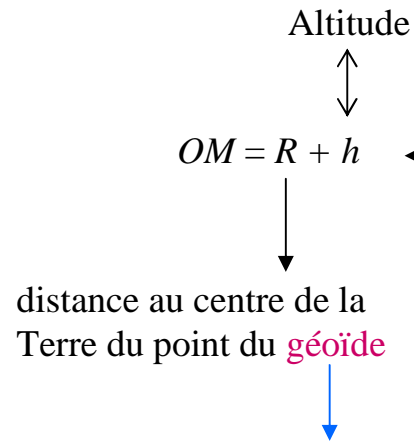 Altitude
OM = R + h
distance au centre de la
Terre du point du géoïde